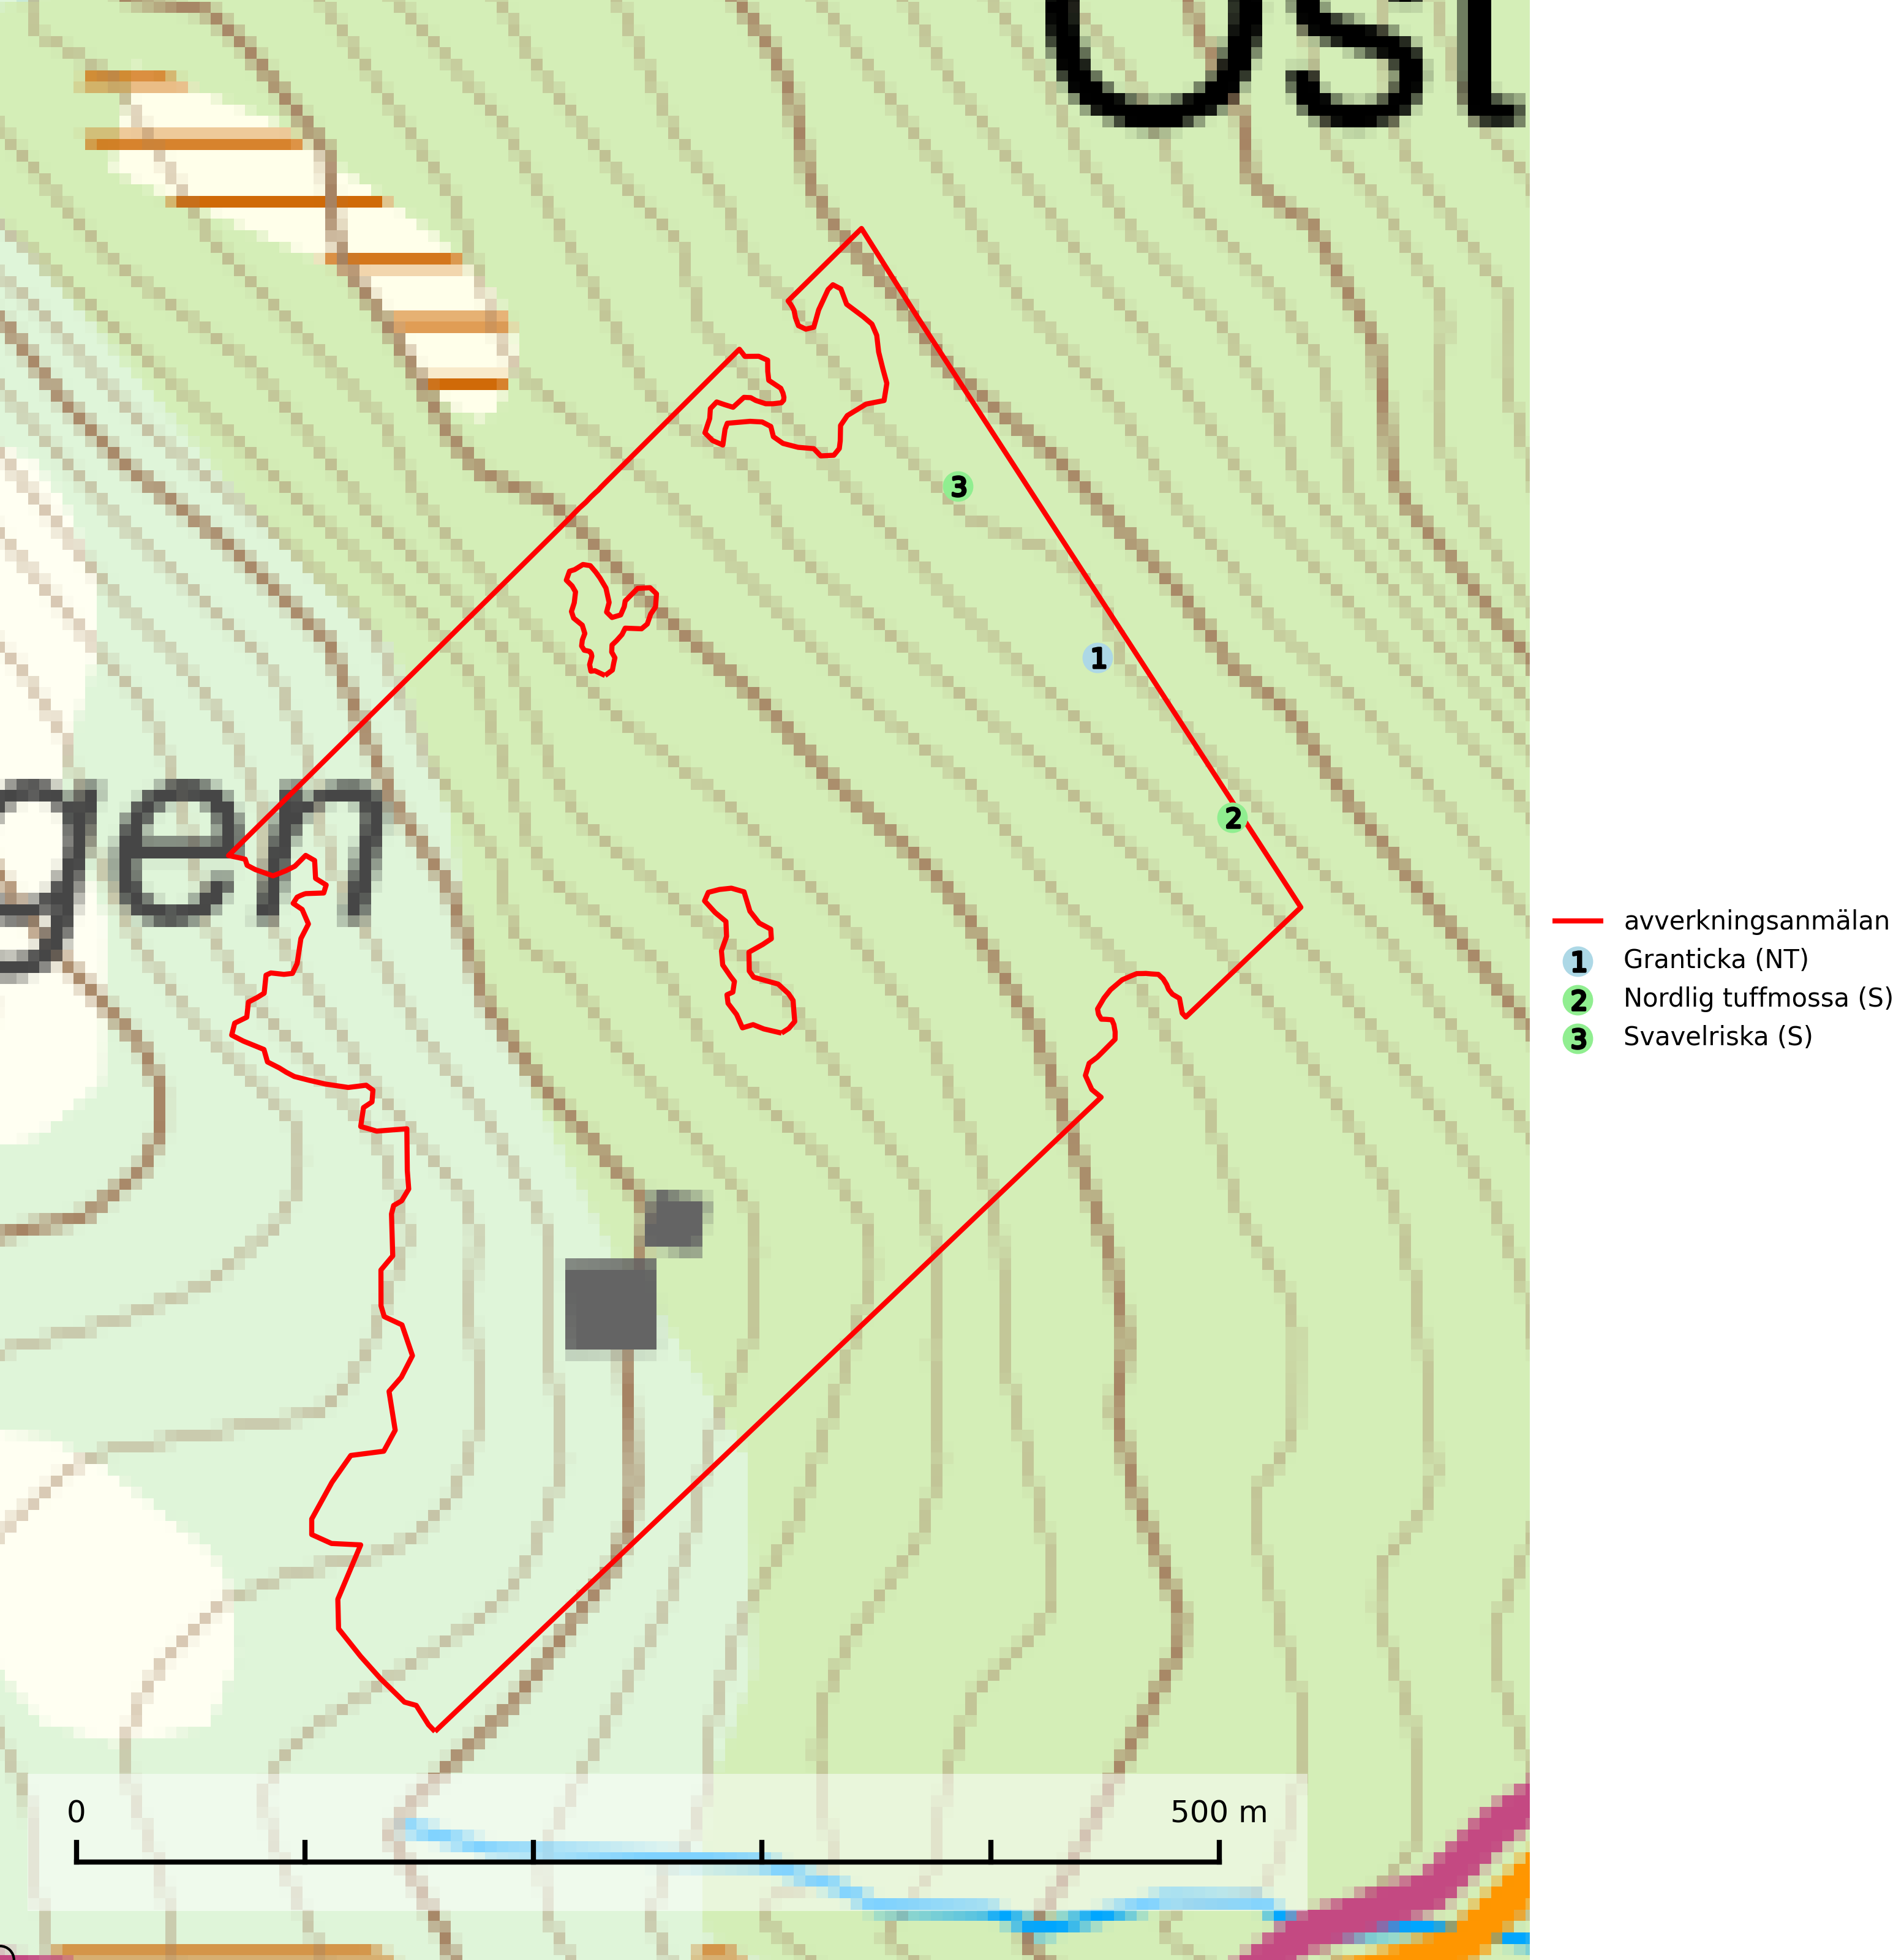 gen
avverkningsanmälan
1 Granticka (NT)
2 Nordlig tuffmossa (S)
3 Svavelriska (S)
3
1
2
0 500 m